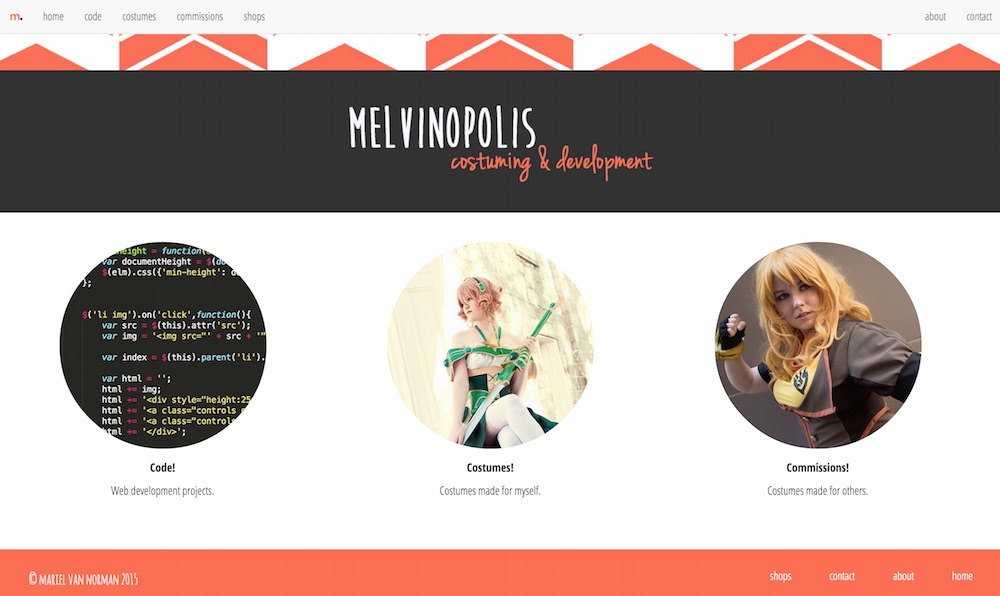 m. home code costumes commissions shops about contact
MELVINOPOLIS
costuming & development
height = function(
var documentHeight = $(do
$(elm).css({'min-height': d
};
$('li img').on('click',function(){
var src = $(this).attr('src');
var img = '<img src="' + src + '"
var index = $(this).parent('li').
var html = '';
html += img;
html += '<div style="height:25
html += '<a class="controls
html += '<a class="controls
html += '</div>';
Code! Costumes! Commissions!
Web development projects. Costumes made for myself. Costumes made for others.
© MARIEL VAN NORMAN 2015 shops contact about home